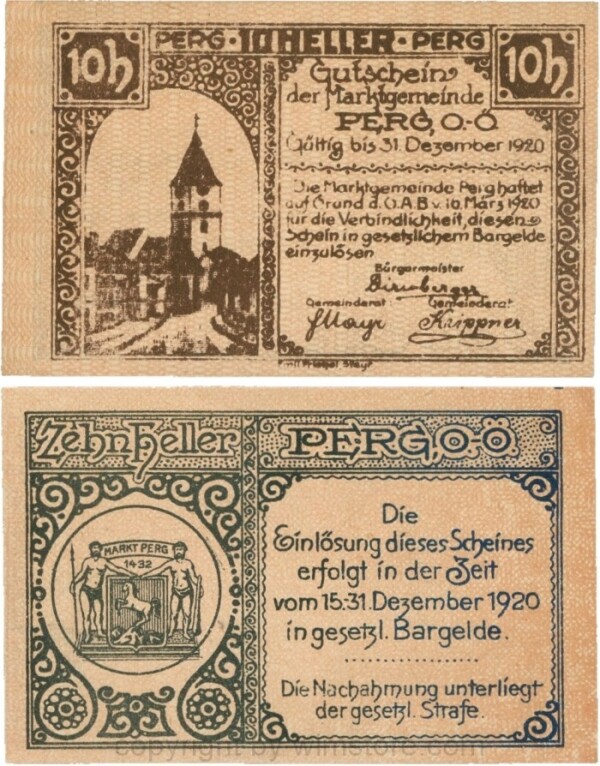 PERG · 10 HELLER · PERG
10h
10h
Gutschein
der Marktgemeinde
PERG, O-Ö
Gültig bis 31. Dezember 1920
Die Marktgemeinde Perg haftet
auf Grund d. O.A.B v. 10. März 1920
für die Verbindlichkeit, diesen
Schein in gesetzlichem Bargelde
einzulösen
Bürgermeister
Gemeinderat: Gemeinderat
Mayr Krippner
Steyr
Zehn Heller PERG, O-Ö.
MARKT PERG
1432
Die
Einlösung dieses Scheines
erfolgt in der Zeit
vom 15.-31. Dezember 1920
in gesetzl. Bargelde.
Die Nachahmung unterliegt
der gesetzl. Strafe.
copyright by wimstore.com